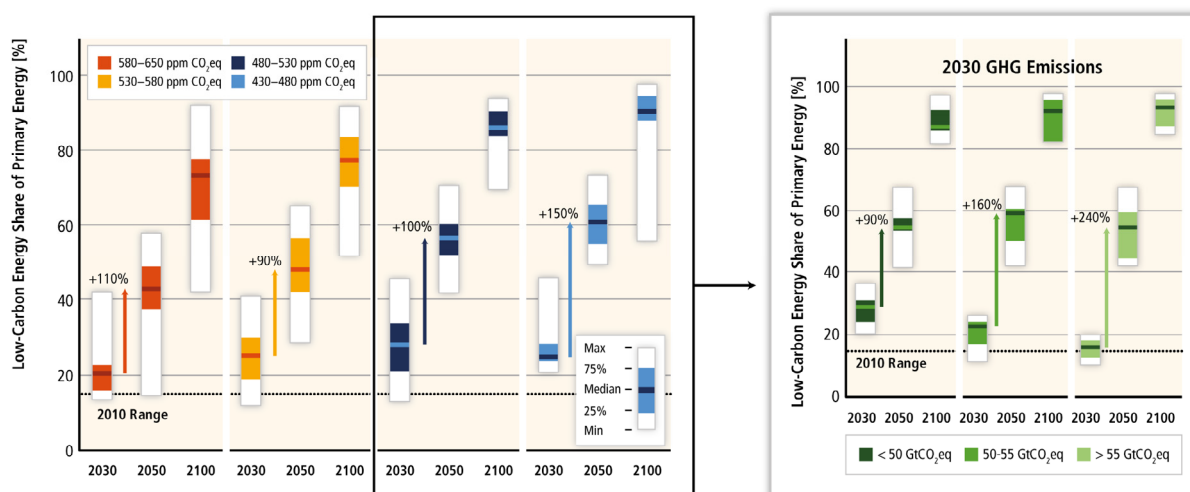 Low-Carbon Energy Share of Primary Energy [%]
100
80
60
40
20
0
580–650 ppm CO₂eq
530–580 ppm CO₂eq
480–530 ppm CO₂eq
430–480 ppm CO₂eq
+110%
+90%
+100%
+150%
2010 Range
Max
75%
Median
25%
Min
2030 2050 2100
2030 2050 2100
2030 2050 2100
2030 2050 2100
Low-Carbon Energy Share of Primary Energy [%]
2030 GHG Emissions
100
80
60
40
20
0
+90%
+160%
+240%
2010 Range
2030 2050 2100
2030 2050 2100
2030 2050 2100
< 50 GtCO₂eq
50-55 GtCO₂eq
> 55 GtCO₂eq